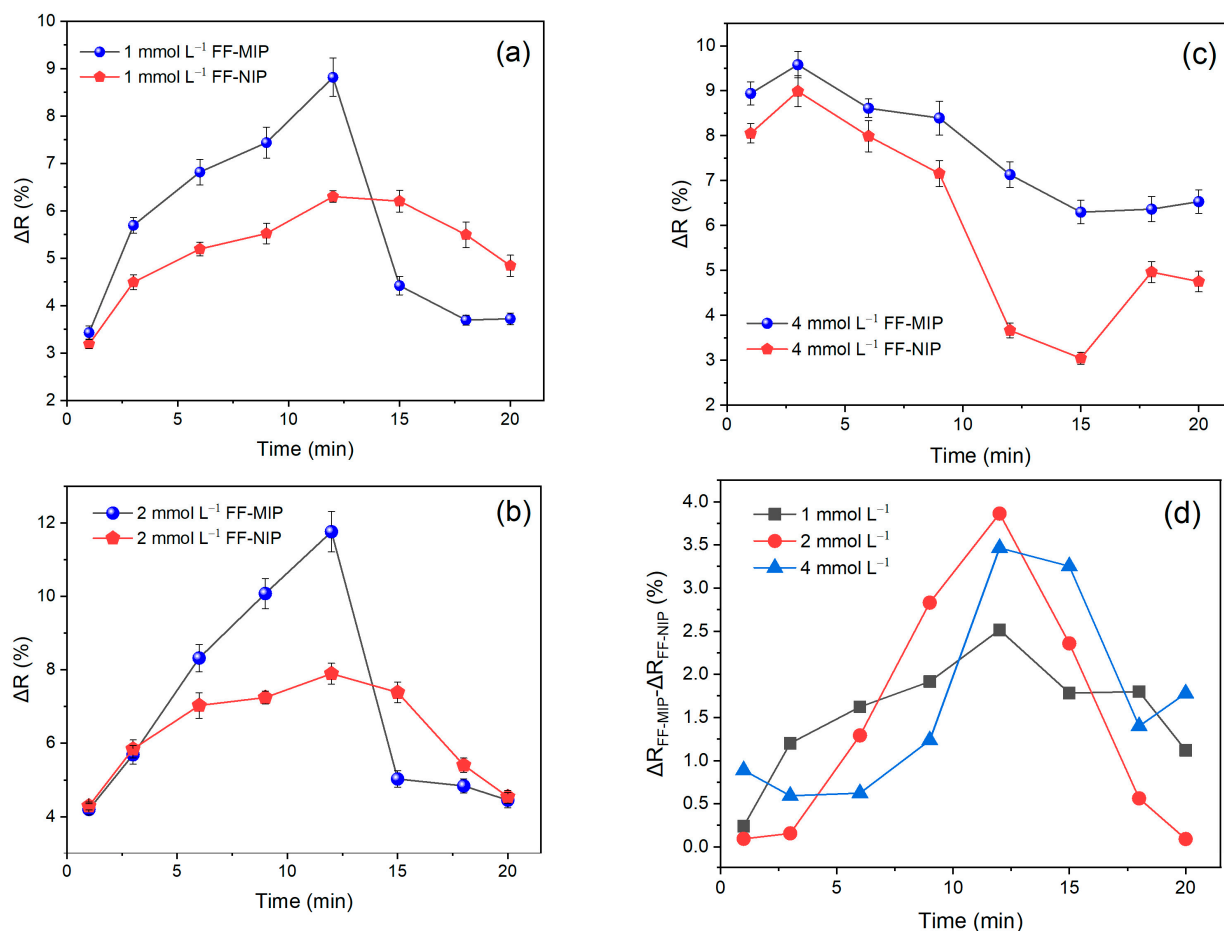 (a)
1 mmol L⁻¹ FF-MIP
1 mmol L⁻¹ FF-NIP
10
9
8
7
6
5
4
3
2
ΔR (%)
0
5
10
15
20
Time (min)
(c)
10
9
8
7
6
5
4
3
2
ΔR (%)
4 mmol L⁻¹ FF-MIP
4 mmol L⁻¹ FF-NIP
0
5
10
15
20
Time (min)
(b)
2 mmol L⁻¹ FF-MIP
2 mmol L⁻¹ FF-NIP
12
10
8
6
4
ΔR (%)
0
5
10
15
20
Time (min)
(d)
1 mmol L⁻¹
2 mmol L⁻¹
4 mmol L⁻¹
4.0
3.5
3.0
2.5
2.0
1.5
1.0
0.5
0.0
ΔR_FF-MIP-ΔR_FF-NIP (%)
0
5
10
15
20
Time (min)